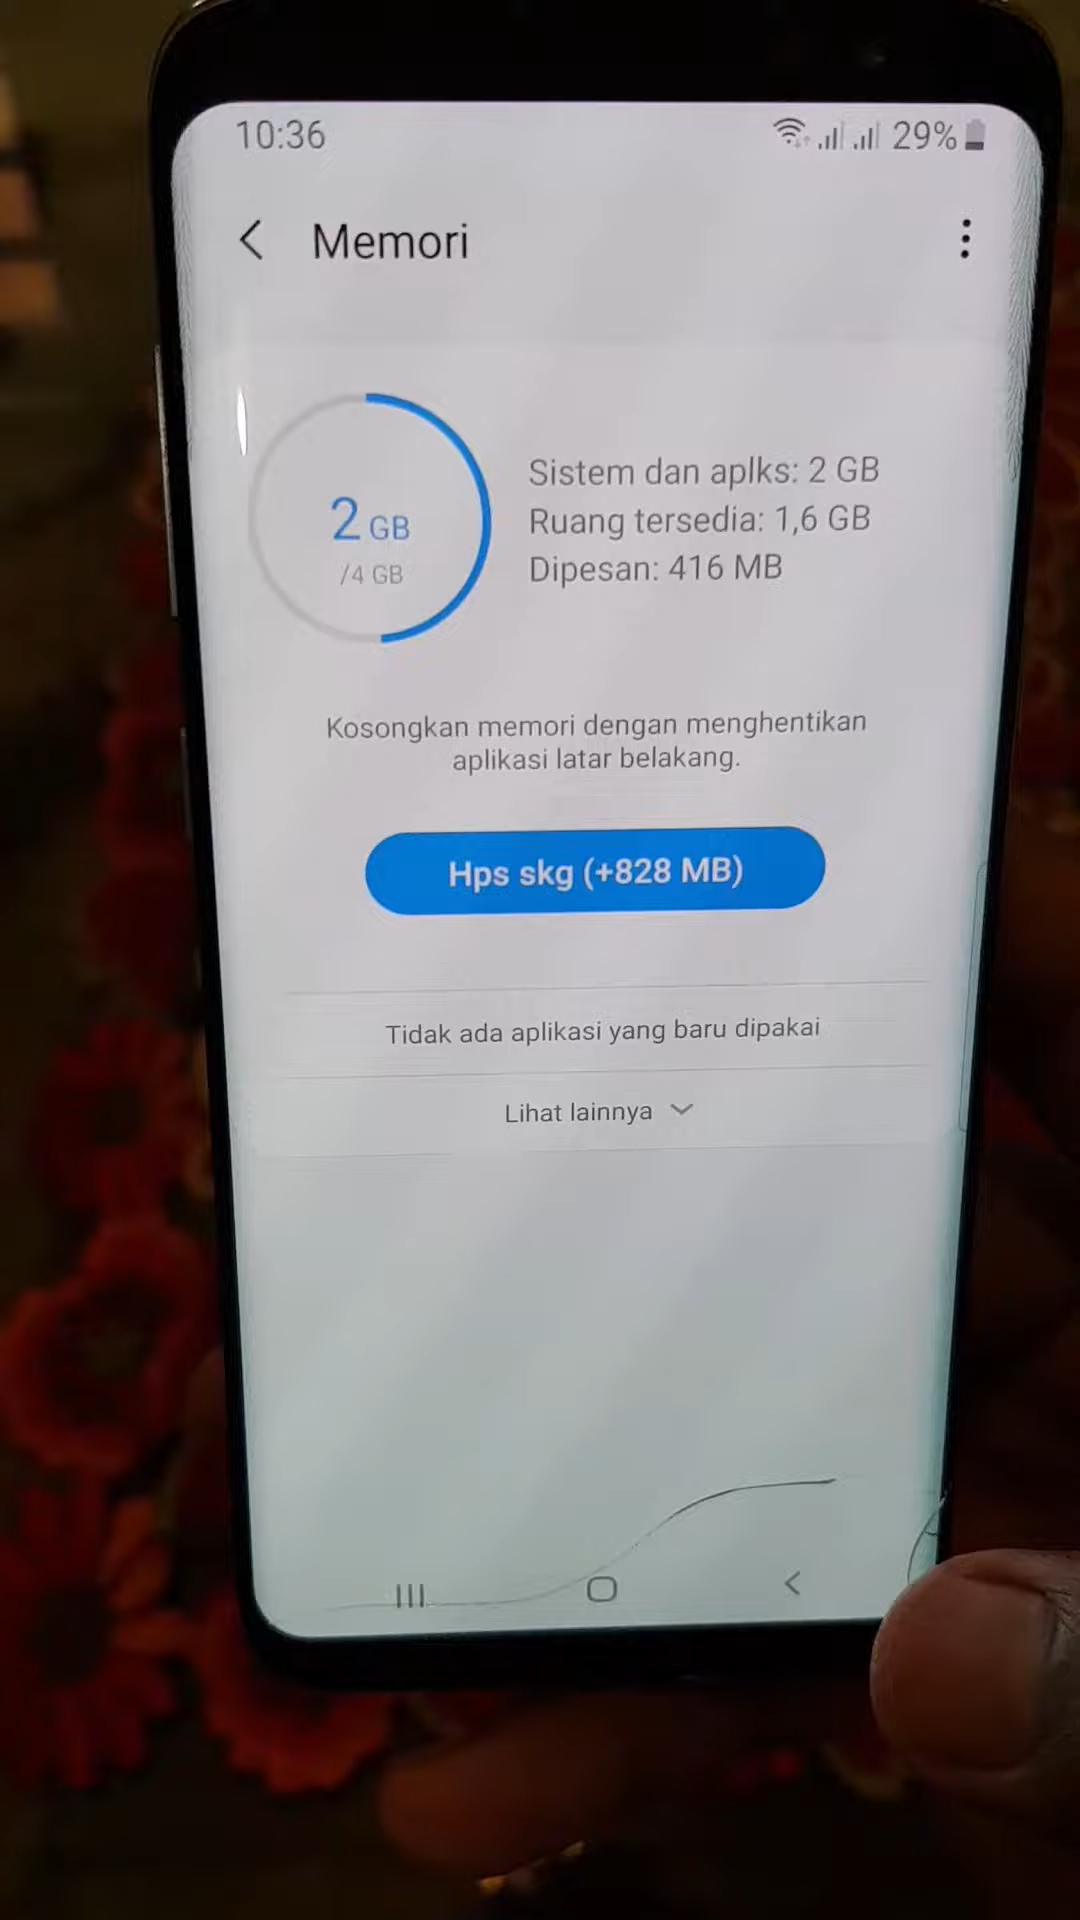 10:36 29%
Memori
2 GB
/4 GB
Sistem dan aplks: 2 GB
Ruang tersedia: 1,6 GB
Dipesan: 416 MB
Kosongkan memori dengan menghentikan
aplikasi latar belakang.
Hps skg (+828 MB)
Tidak ada aplikasi yang baru dipakai
Lihat lainnya